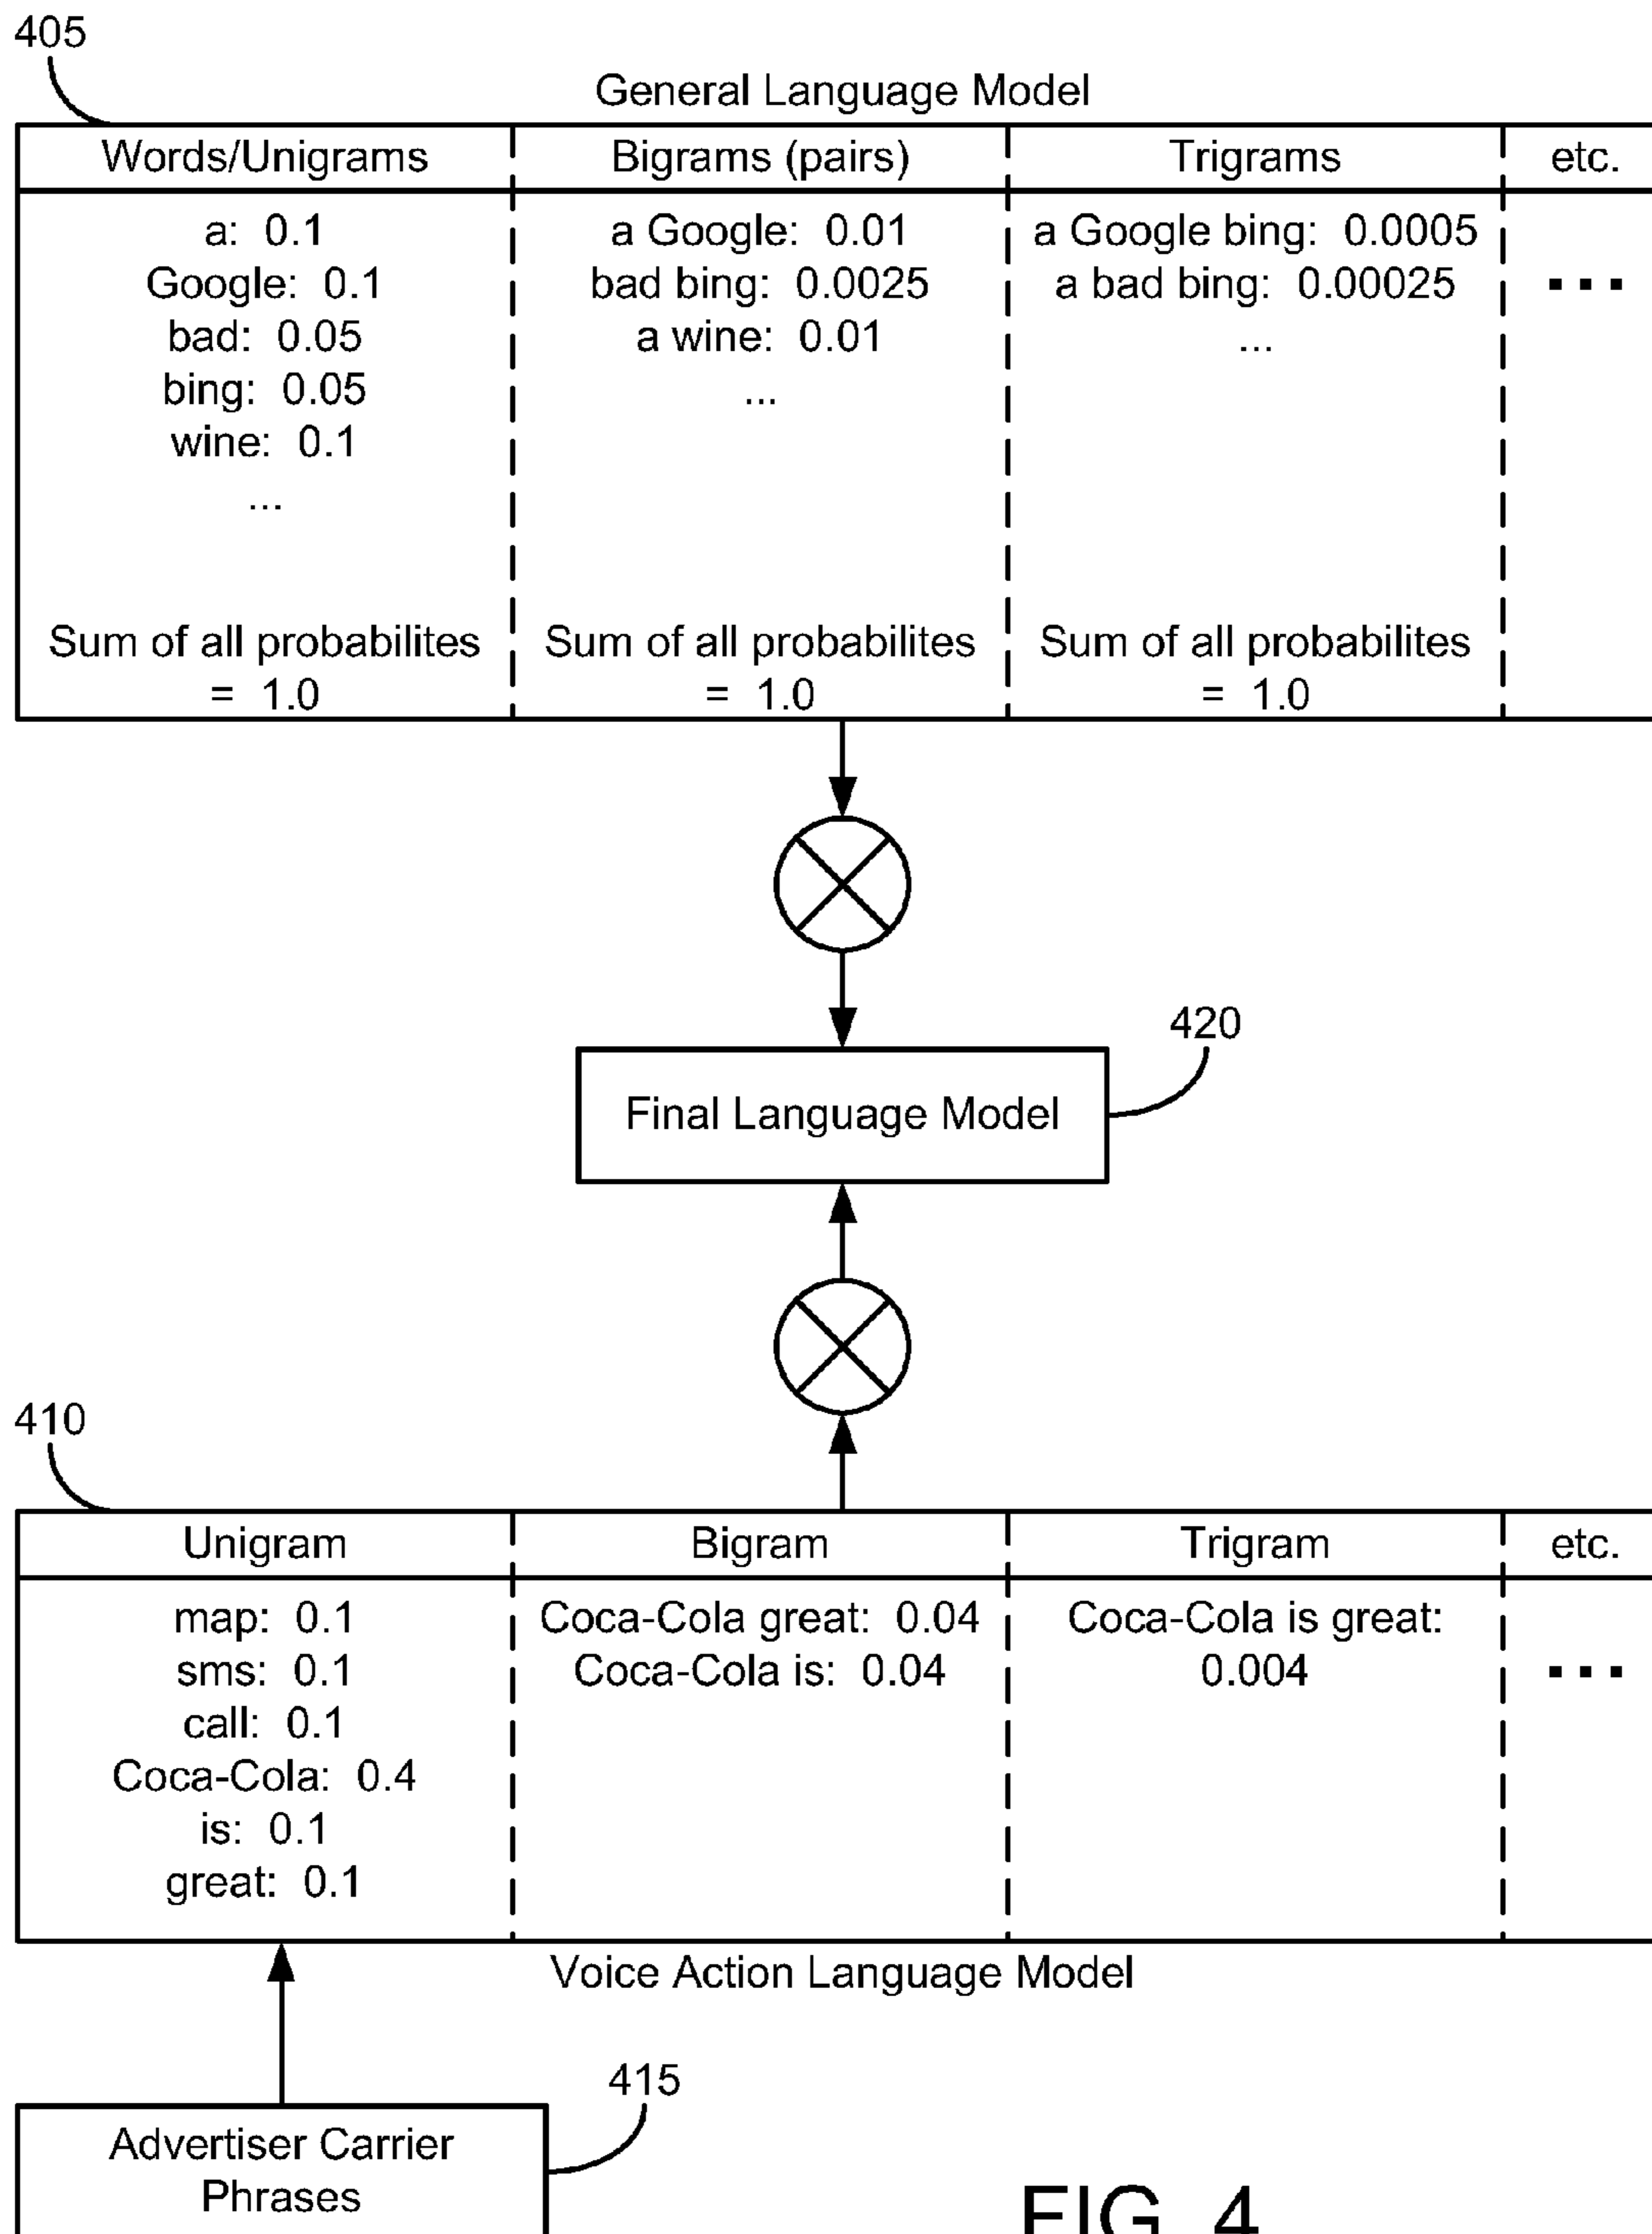 405
General Language Model
Words/Unigrams
Bigrams (pairs)
Trigrams
etc.
a: 0.1
Google: 0.1
bad: 0.05
bing: 0.05
wine: 0.1
...
Sum of all probabilites
= 1.0
a Google: 0.01
bad bing: 0.0025
a wine: 0.01
...
Sum of all probabilites
= 1.0
a Google bing: 0.0005
a bad bing: 0.00025
...
Sum of all probabilites
= 1.0
...
420
Final Language Model
410
Unigram
Bigram
Trigram
etc.
map: 0.1
sms: 0.1
call: 0.1
Coca-Cola: 0.4
is: 0.1
great: 0.1
Coca-Cola great: 0.04
Coca-Cola is: 0.04
Coca-Cola is great:
0.004
...
Voice Action Language Model
415
Advertiser Carrier
Phrases
FIG. 4